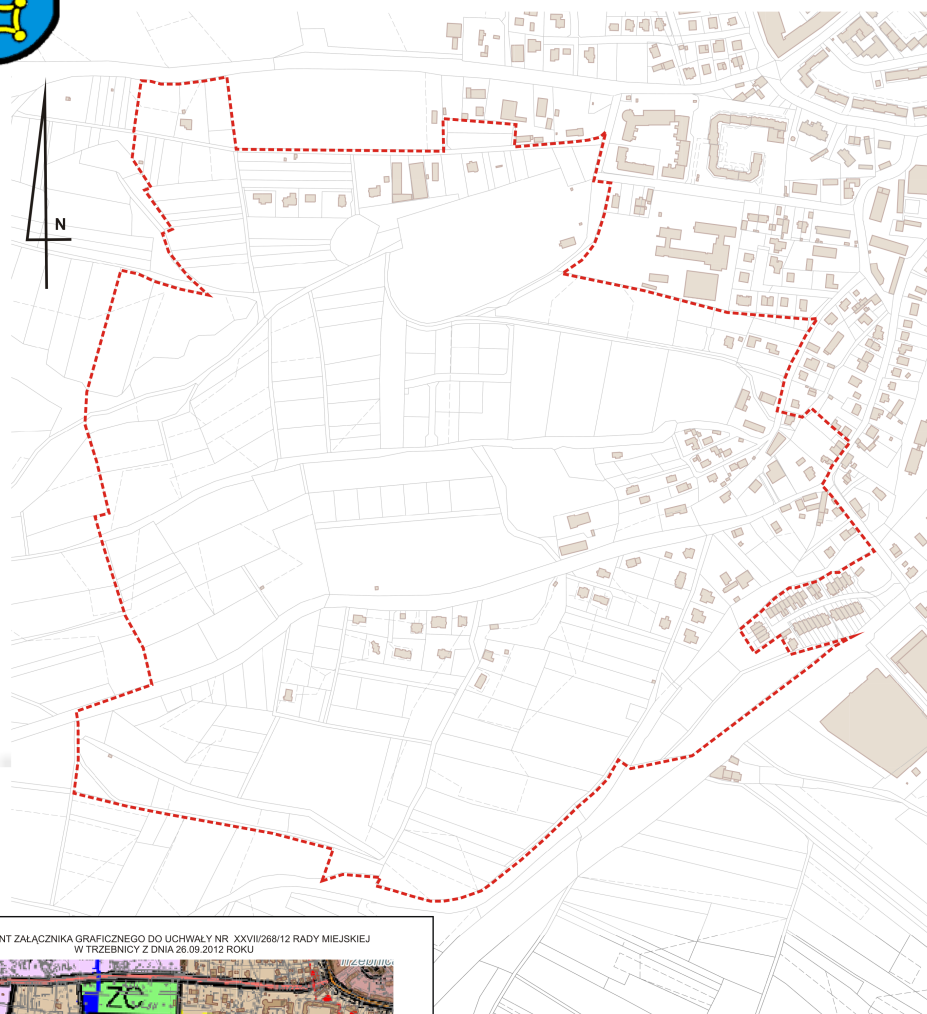 N
NT ZAŁĄCZNIKA GRAFICZNEGO DO UCHWAŁY NR XXVII/268/12 RADY MIEJSKIEJ
W TRZEBNICY Z DNIA 26.09.2012 ROKU
ZC